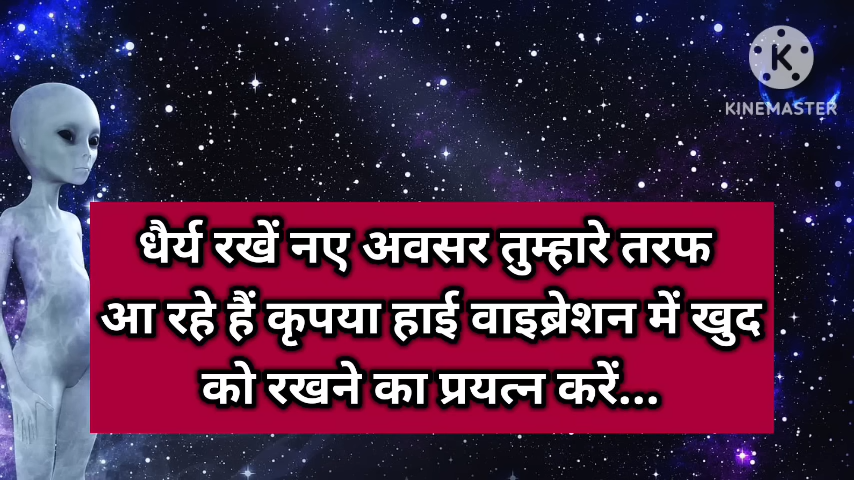 KINEMASTER
धैर्य रखें नए अवसर तुम्हारे तरफ
आ रहे हैं कृपया हाई वाइब्रेशन में खुद
को रखने का प्रयत्न करें...